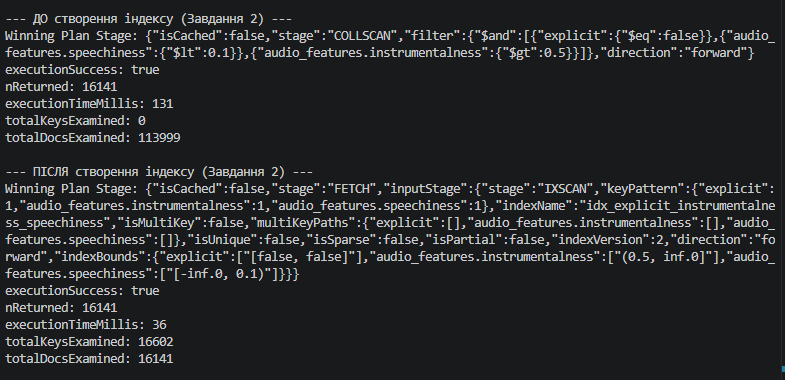 --- ДО створення індексу (Завдання 2) ---
Winning Plan Stage: {"isCached":false,"stage":"COLLSCAN","filter":{"$and":[{"explicit":{"$eq":false}},{"audio_
features.speechiness":{"$lt":0.1}},{"audio_features.instrumentalness":{"$gt":0.5}}]},"direction":"forward"}
executionSuccess: true
nReturned: 16141
executionTimeMillis: 131
totalKeysExamined: 0
totalDocsExamined: 113999
--- ПІСЛЯ створення індексу (Завдання 2) ---
Winning Plan Stage: {"isCached":false,"stage":"FETCH","inputStage":{"stage":"IXSCAN","keyPattern":{"explicit":
1,"audio_features.instrumentalness":1,"audio_features.speechiness":1},"indexName":"idx_explicit_instrumentalne
ss_speechiness","isMultiKey":false,"multiKeyPaths":{"explicit":[],"audio_features.instrumentalness":[],"audio_
features.speechiness":[]},"isUnique":false,"isSparse":false,"isPartial":false,"indexVersion":2,"direction":"fo
rward","indexBounds":{"explicit":["[false, false]"],"audio_features.instrumentalness":["(0.5, inf.0]"],"audio_
features.speechiness":["[-inf.0, 0.1)"]}}}
executionSuccess: true
nReturned: 16141
executionTimeMillis: 36
totalKeysExamined: 16602
totalDocsExamined: 16141